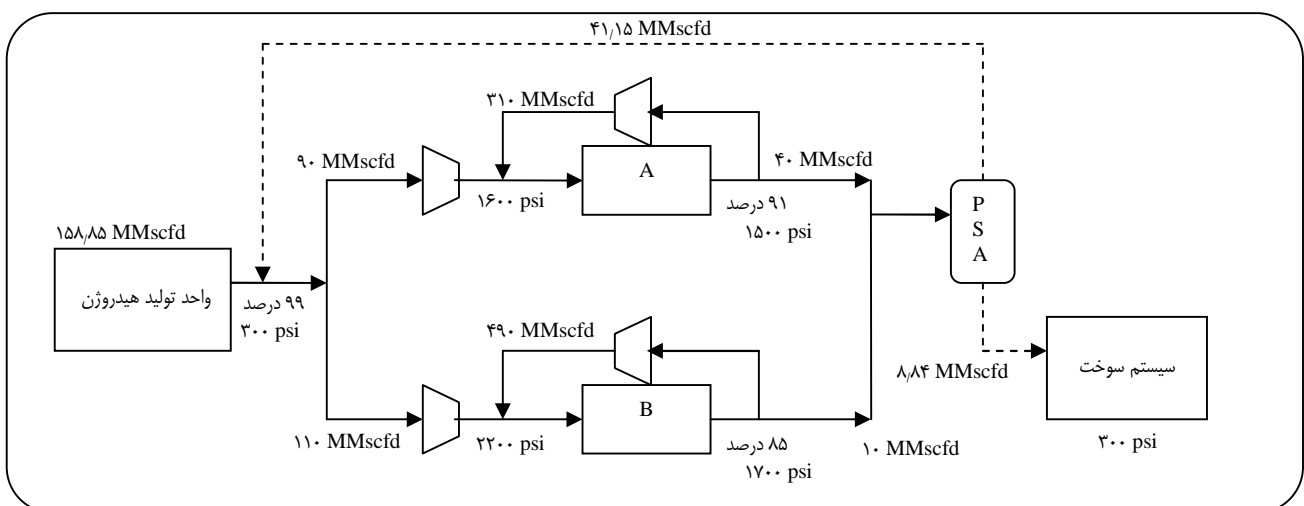 ۴۱٫۱۵ MMscfd
۳۱۰ MMscfd
۹۰ MMscfd
A
۴۰ MMscfd
۱۶۰۰ psi
۹۱ درصد
۱۵۰۰ psi
P
S
A
۱۵۸٫۸۵ MMscfd
واحد تولید هیدروژن
۹۹ درصد
۳۰۰ psi
۴۹۰ MMscfd
۸٫۸۴ MMscfd
سیستم سوخت
B
۱۱۰ MMscfd
۲۲۰۰ psi
۸۵ درصد
۱۷۰۰ psi
۱۰ MMscfd
۳۰۰ psi